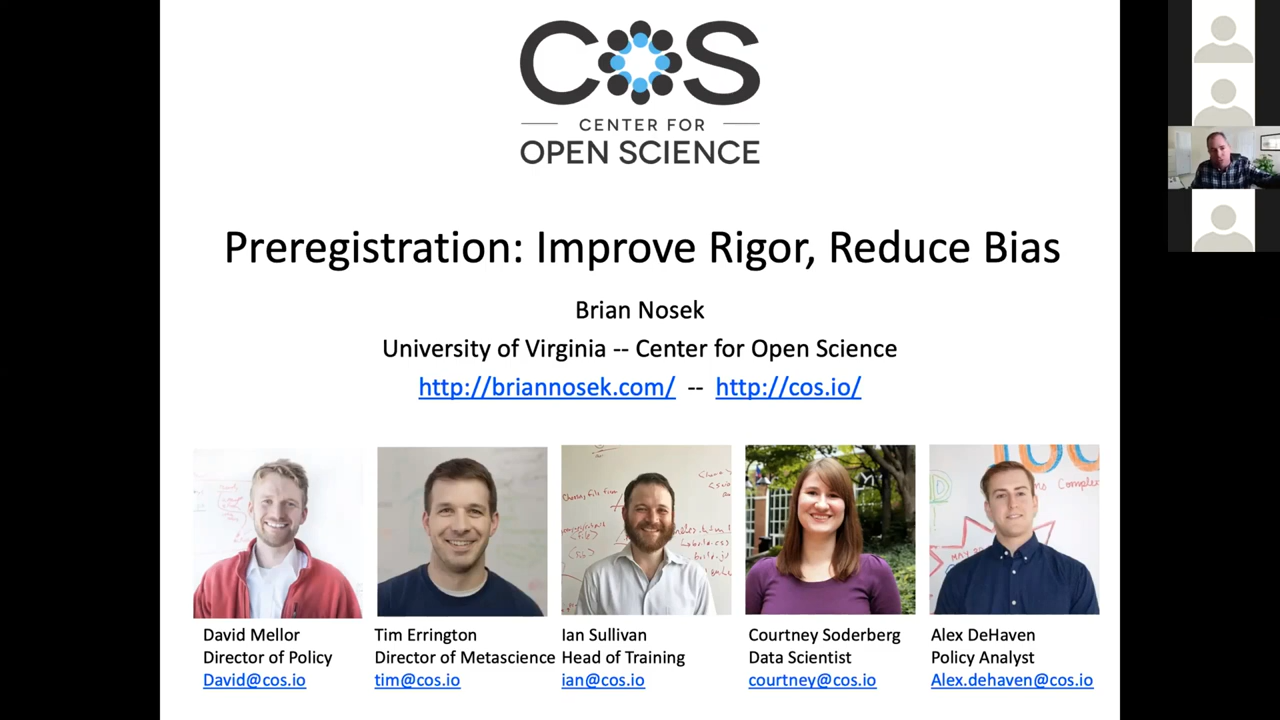 COS
CENTER FOR
OPEN SCIENCE
Preregistration: Improve Rigor, Reduce Bias
Brian Nosek
University of Virginia -- Center for Open Science
http://briannosek.com/ -- http://cos.io/
David Mellor
Director of Policy
David@cos.io
Tim Errington
Director of Metascience
tim@cos.io
Ian Sullivan
Head of Training
ian@cos.io
Courtney Soderberg
Data Scientist
courtney@cos.io
Alex DeHaven
Policy Analyst
Alex.dehaven@cos.io